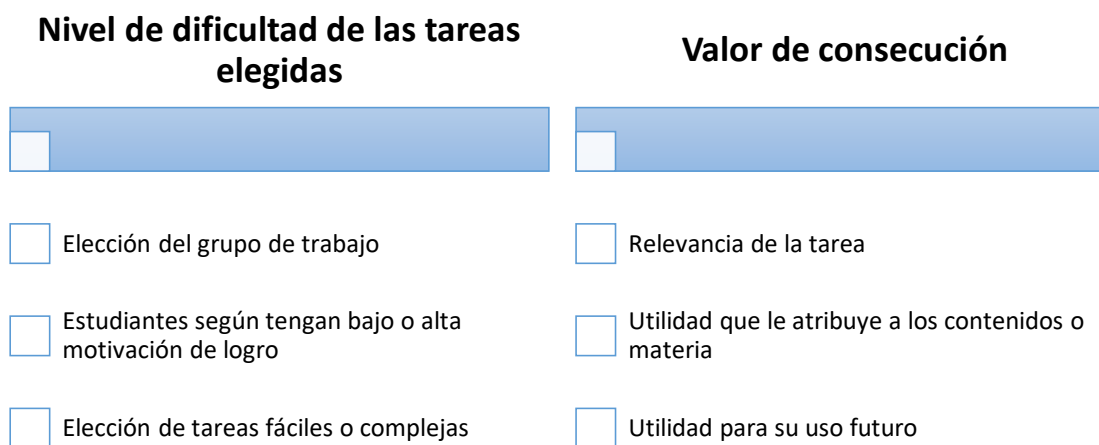 Nivel de dificultad de las tareas
elegidas
Elección del grupo de trabajo
Estudiantes según tengan bajo o alta
motivación de logro
Elección de tareas fáciles o complejas
Valor de consecución
Relevancia de la tarea
Utilidad que le atribuye a los contenidos o
materia
Utilidad para su uso futuro